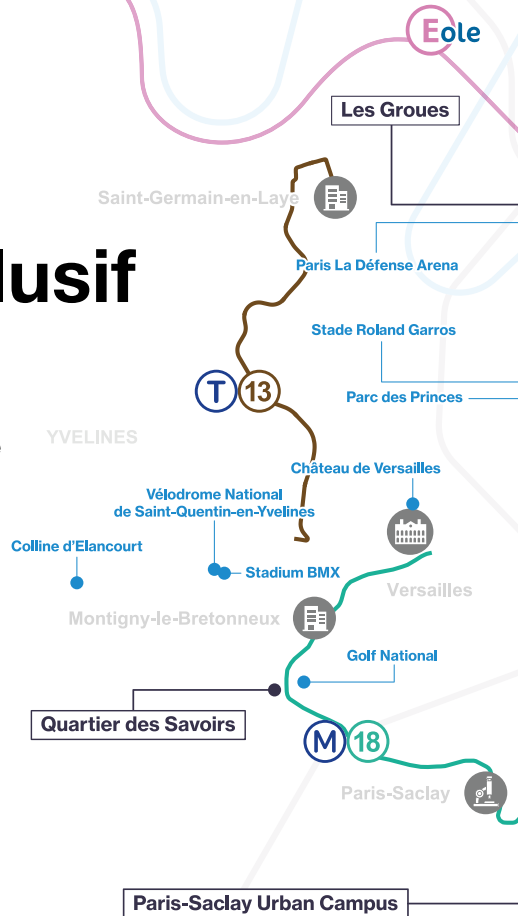 Eole
Les Groues
Saint-Germain-en-Laye
lusif
Paris La Défense Arena
Stade Roland Garros
T 13
Parc des Princes
YVELINES
Château de Versailles
Vélodrome National
de Saint-Quentin-en-Yvelines
Colline d'Elancourt
Stadium BMX
Versailles
Montigny-le-Bretonneux
Golf National
Quartier des Savoirs
M 18
Paris-Saclay
Paris-Saclay Urban Campus